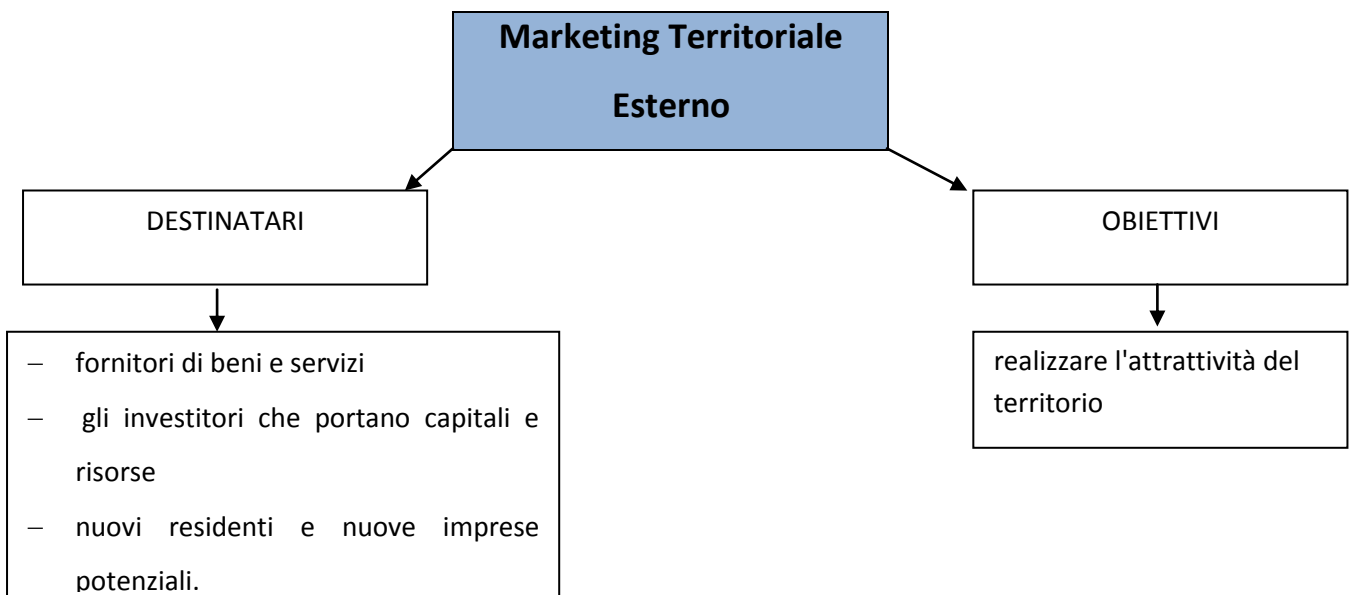 Marketing Territoriale
Esterno
DESTINATARI
OBIETTIVI
– fornitori di beni e servizi
– gli investitori che portano capitali e
risorse
– nuovi residenti e nuove imprese
potenziali.
realizzare l'attrattività del
territorio